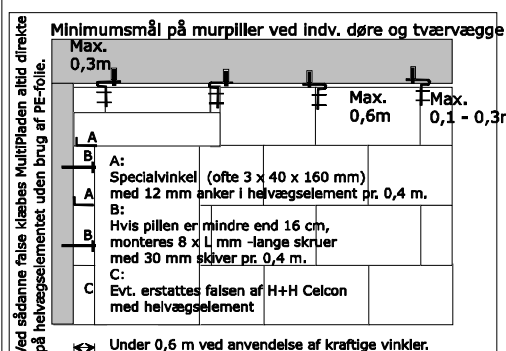 Minimumsmål på murpiller ved indv. døre og tværvægge
Ved sådanne false klæbes MultiPladen altid direkte
på helvægselementet uden brug af PE-folie.
Max.
0,3m
Max.
0,6m
Max.
0,1 - 0,3m
A
B
A
B
C
A:
Specialvinkel (ofte 3 x 40 x 160 mm)
med 12 mm anker i helvægselement pr. 0,4 m.
B:
Hvis pillen er mindre end 16 cm,
monteres 8 x L mm -lange skruer
med 30 mm skiver pr. 0,4 m.
C:
Evt. erstattes falsen af H+H Celcon
med helvægselement
Under 0,6 m ved anvendelse af kraftige vinkler.